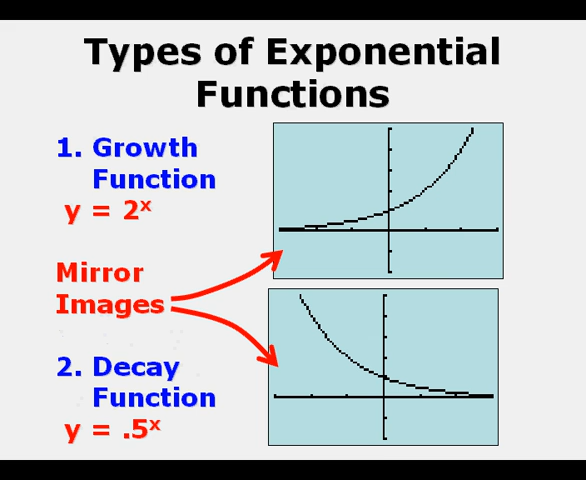 Types of Exponential
Functions
1. Growth
Function
y = 2ˣ
Mirror
Images
2. Decay
Function
y = .5ˣ